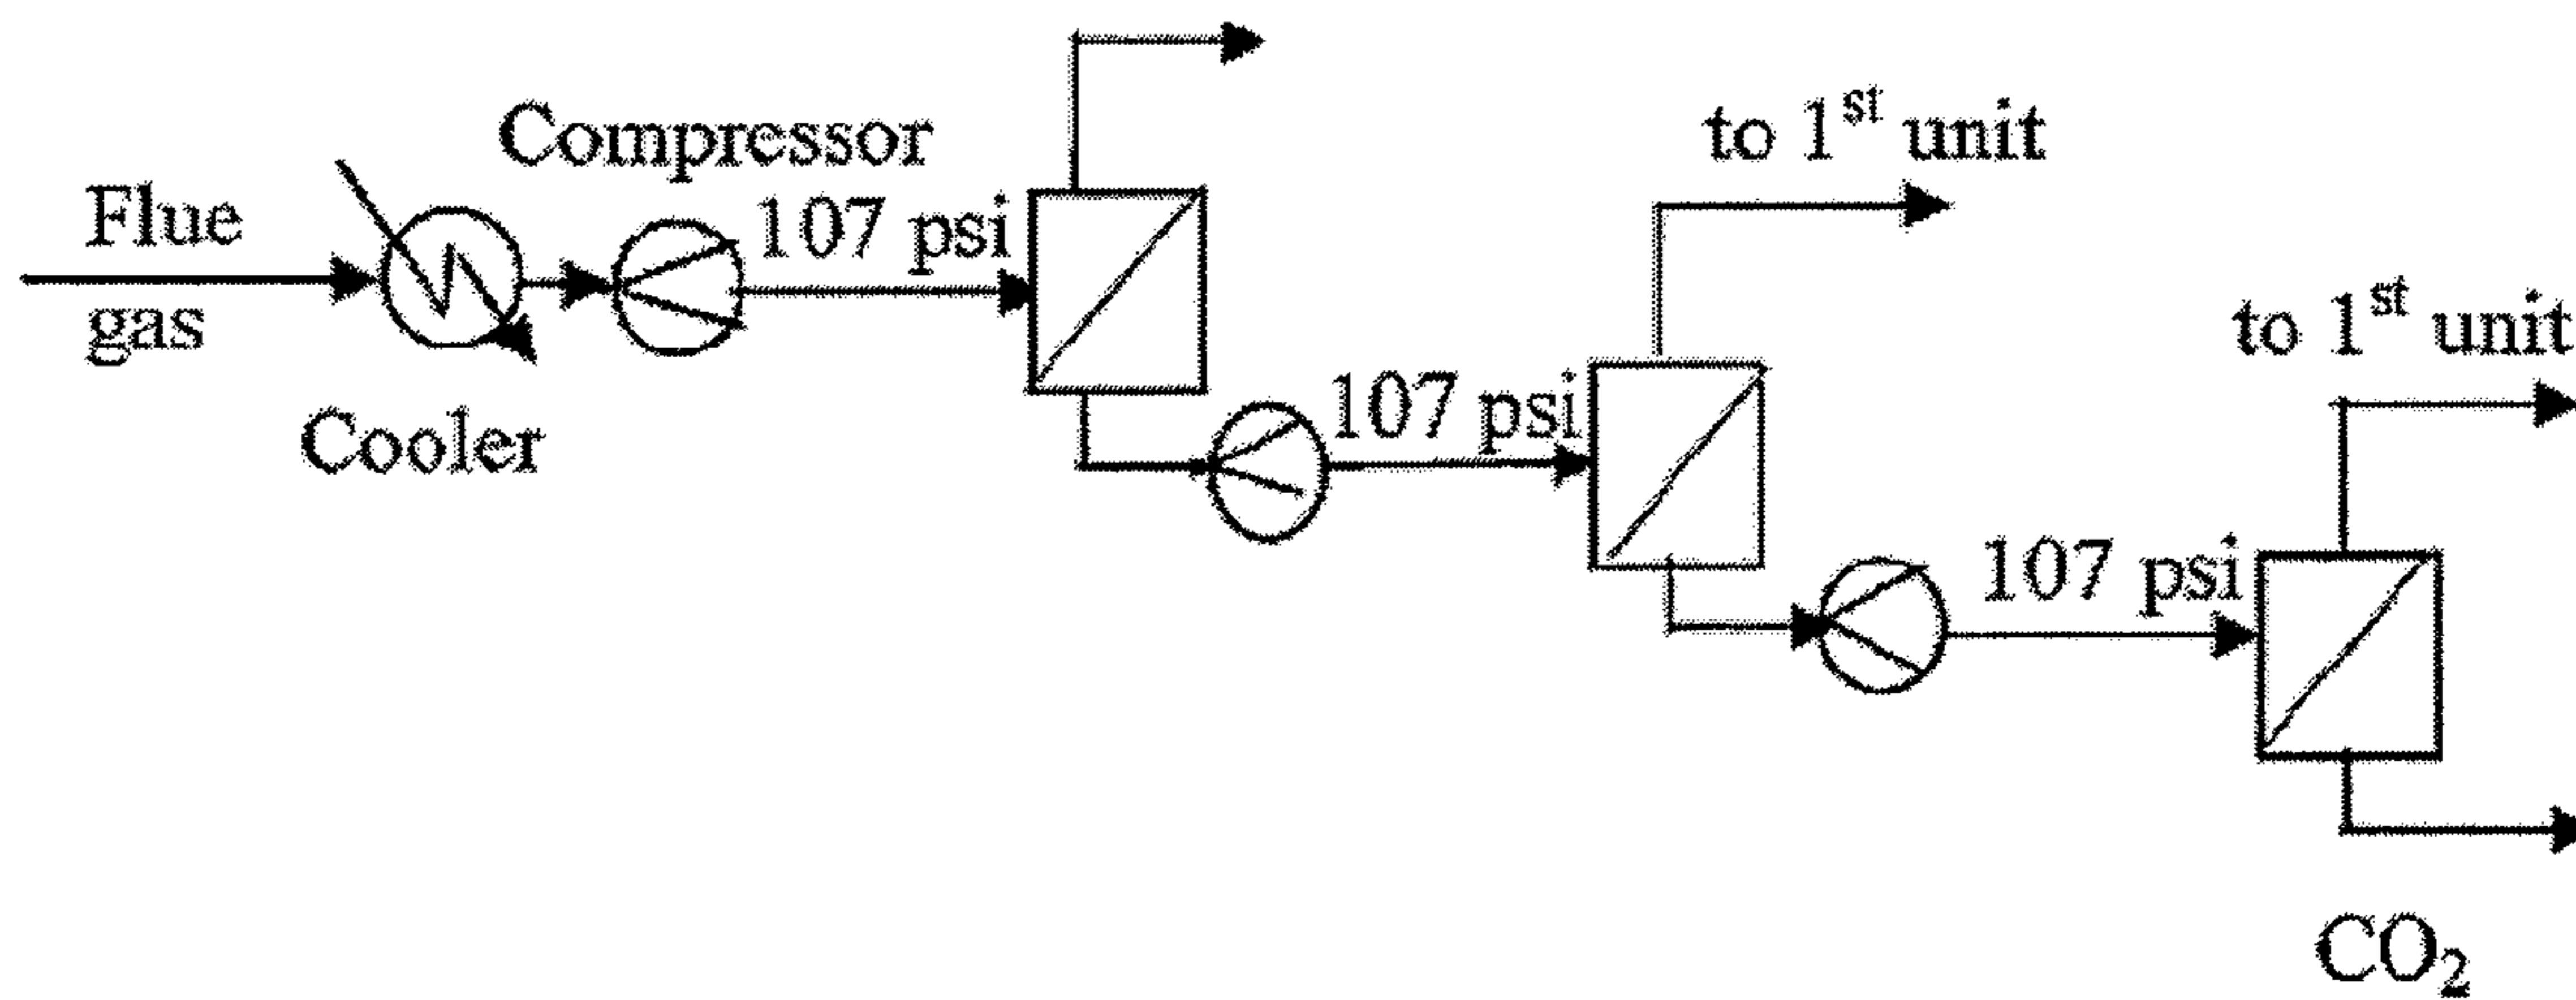 Flue
gas
Cooler
Compressor
107 psi
107 psi
to 1st unit
107 psi
to 1st unit
CO₂